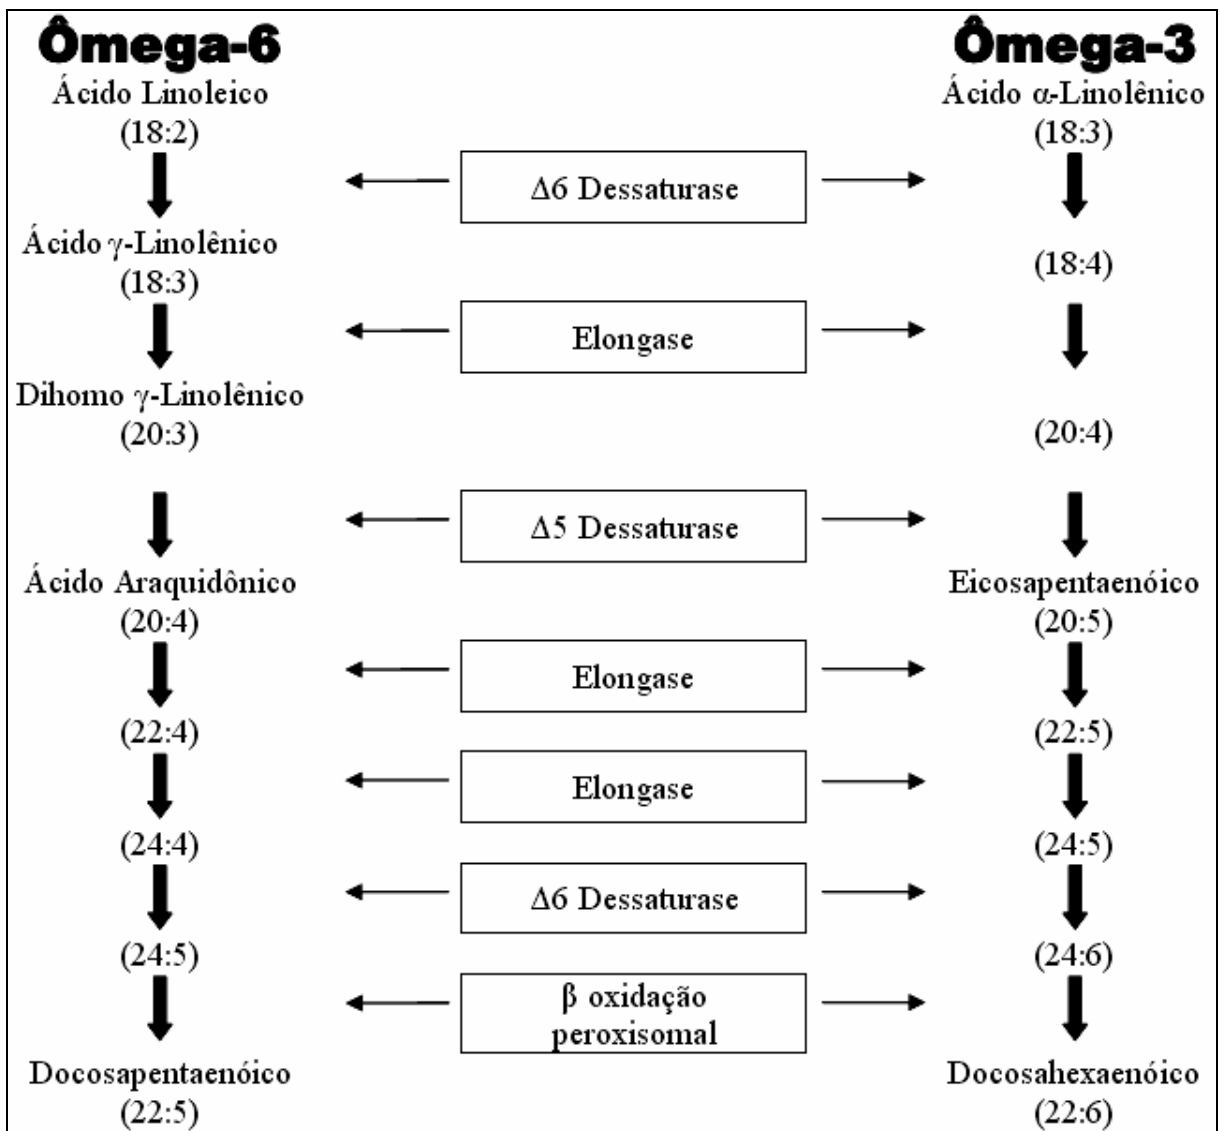 Ômega-6
Ômega-3
Ácido Linoleico
Ácido α-Linolênico
(18:2)
(18:3)
Δ6 Dessaturase
Ácido γ-Linolênico
(18:3)
(18:4)
Elongase
Dihomo γ-Linolênico
(20:3)
(20:4)
Δ5 Dessaturase
Ácido Araquidônico
Eicosapentaenóico
(20:4)
(20:5)
Elongase
(22:4)
(22:5)
Elongase
(24:4)
(24:5)
Δ6 Dessaturase
(24:5)
(24:6)
β oxidação
peroxisomal
Docosapentaenóico
Docosahexaenóico
(22:5)
(22:6)